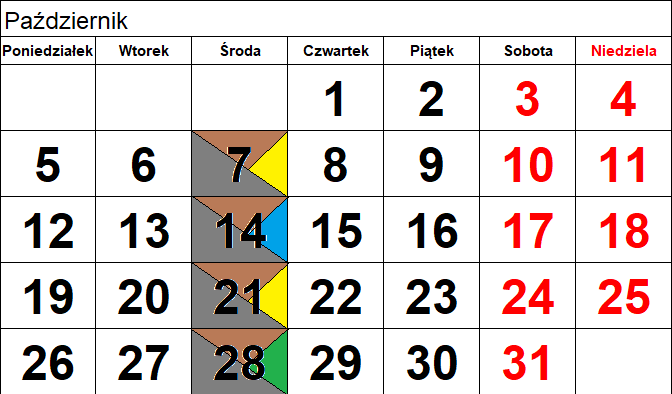 Październik
Poniedziałek Wtorek Środa Czwartek Piątek Sobota Niedziela
1 2 3 4
5 6 7 8 9 10 11
12 13 14 15 16 17 18
19 20 21 22 23 24 25
26 27 28 29 30 31